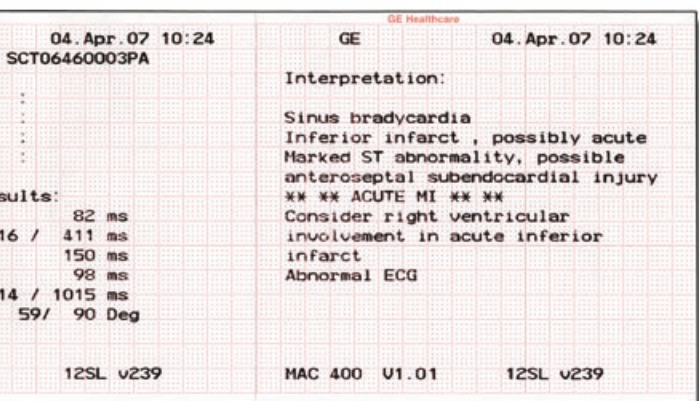 GE Healthcare
04.Apr.07 10:24
SCT06460003PA
:
:
:
:
sults:
82 ms
16 / 411 ms
150 ms
98 ms
14 / 1015 ms
59/ 90 Deg
12SL v239
GE 04.Apr.07 10:24
Interpretation:
Sinus bradycardia
Inferior infarct , possibly acute
Marked ST abnormality, possible
anteroseptal subendocardial injury
** ** ACUTE MI ** **
Consider right ventricular
involvement in acute inferior
infarct
Abnormal ECG
MAC 400 V1.01 12SL v239